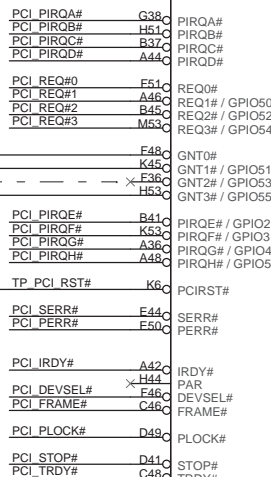 PCI_PIRQA# G38 PIRQA#
PCI_PIRQB# H51 PIRQB#
PCI_PIRQC# B37 PIRQC#
PCI_PIRQD# A44 PIRQD#
PCI_REQ#0 F51 REQ0#
PCI_REQ#1 A46 REQ1# / GPIO50
PCI_REQ#2 B45 REQ2# / GPIO52
PCI_REQ#3 M53 REQ3# / GPIO54
F48 GNT0#
K45 GNT1# / GPIO51
F36 GNT2# / GPIO53
H53 GNT3# / GPIO55
PCI_PIRQE# B41 PIRQE# / GPIO2
PCI_PIRQF# K53 PIRQF# / GPIO3
PCI_PIRQG# A36 PIRQG# / GPIO4
PCI_PIRQH# A48 PIRQH# / GPIO5
TP_PCI_RST# K6 PCIRST#
PCI_SERR# E44 SERR#
PCI_PERR# E50 PERR#
PCI_IRDY# A42 IRDY#
H44 PAR
PCI_DEVSEL# F46 DEVSEL#
PCI_FRAME# C46 FRAME#
PCI_PLOCK# D49 PLOCK#
PCI_STOP# D41 STOP#
PCI_TRDY# C48 TRDY#